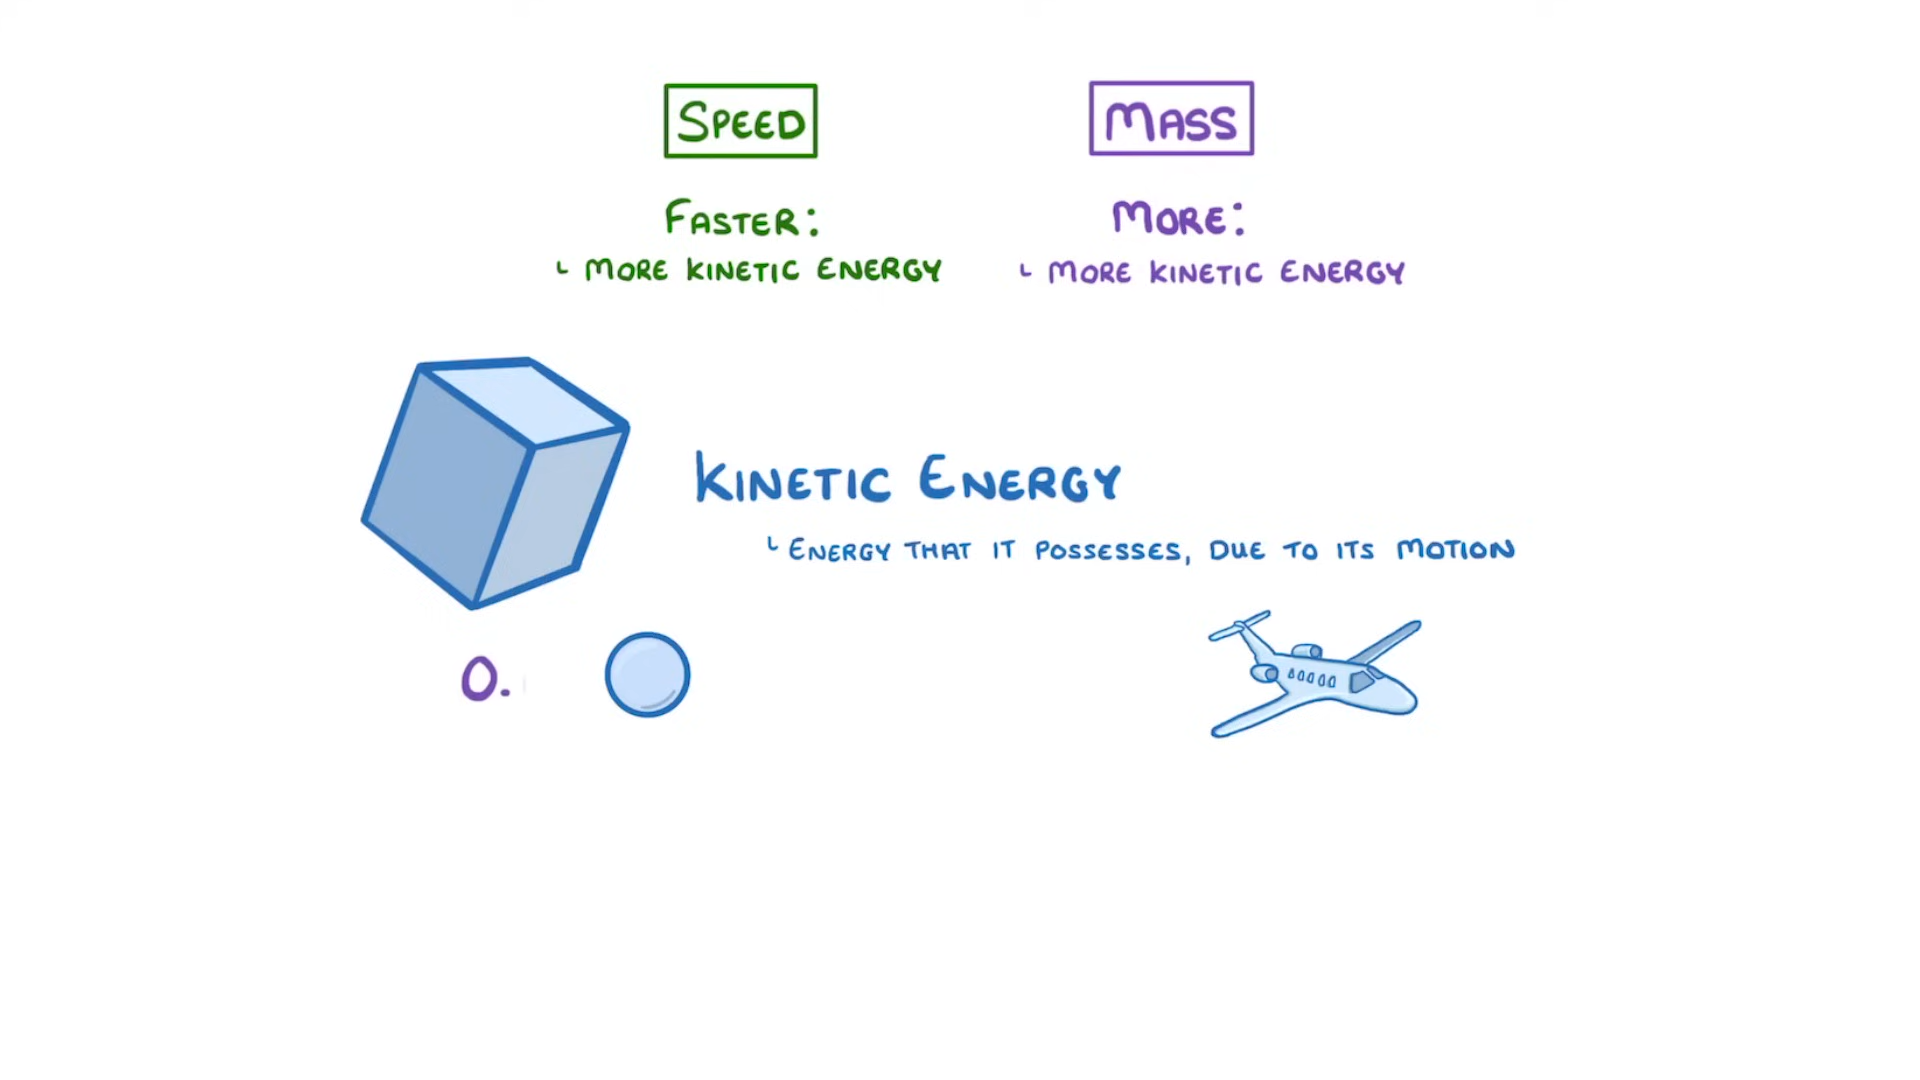 SPEED
MASS
FASTER:
MORE:
└ MORE KINETIC ENERGY
└ MORE KINETIC ENERGY
KINETIC ENERGY
└ ENERGY THAT IT POSSESSES, DUE TO ITS MOTION
0.